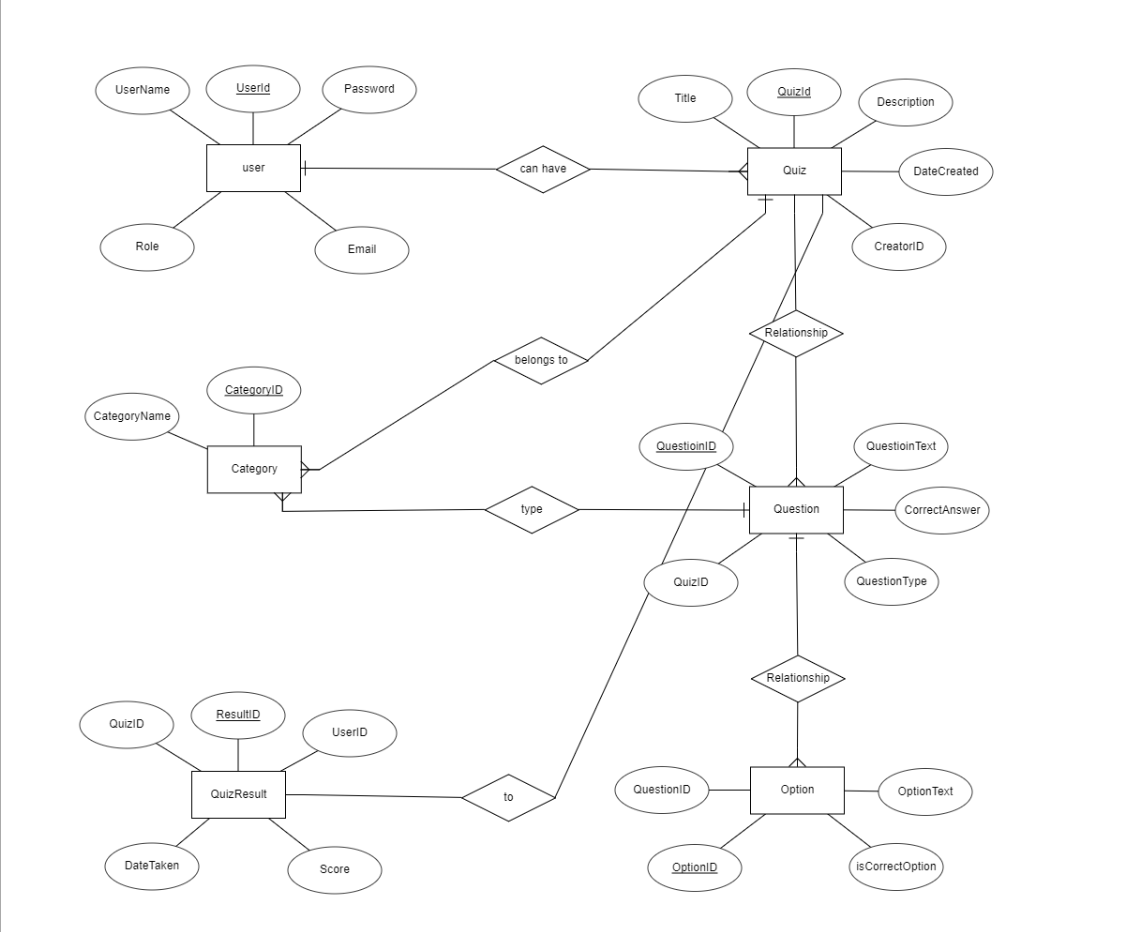 UserName
UserId
Password
user
Role
Email
can have
Title
QuizId
Description
Quiz
DateCreated
CreatorID
belongs to
Relationship
CategoryName
CategoryID
Category
type
QuestioinID
QuestioinText
Question
CorrectAnswer
QuizID
QuestionType
Relationship
QuizID
ResultID
UserID
QuizResult
to
DateTaken
Score
QuestionID
Option
OptionText
OptionID
isCorrectOption